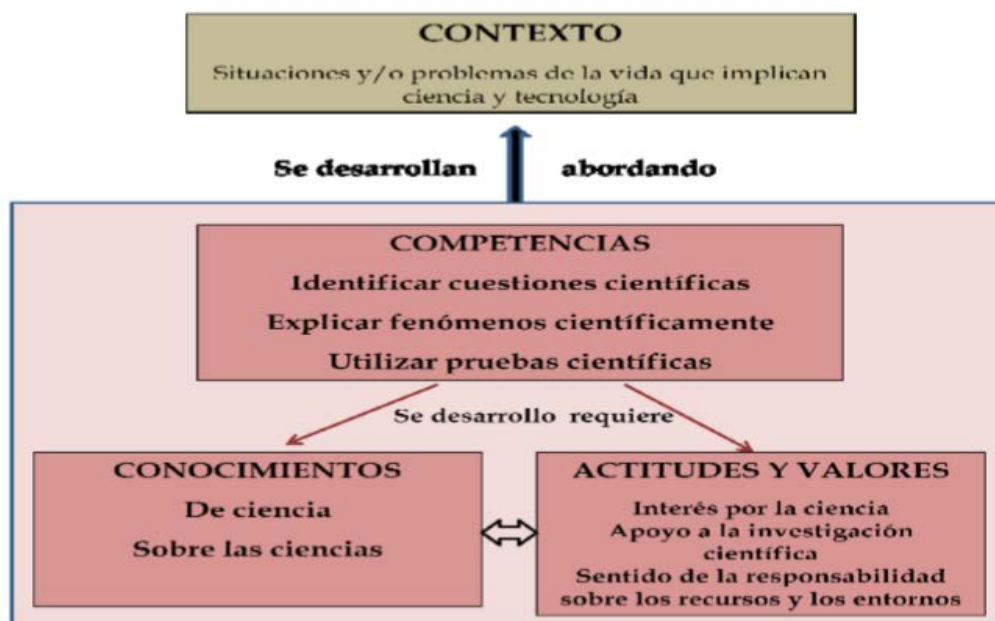 CONTEXTO
Situaciones y/o problemas de la vida que implican
ciencia y tecnología
Se desarrollan abordando
COMPETENCIAS
Identificar cuestiones científicas
Explicar fenómenos científicamente
Utilizar pruebas científicas
Se desarrollo requiere
CONOCIMIENTOS
De ciencia
Sobre las ciencias
ACTITUDES Y VALORES
Interés por la ciencia
Apoyo a la investigación
científica
Sentido de la responsabilidad
sobre los recursos y los entornos